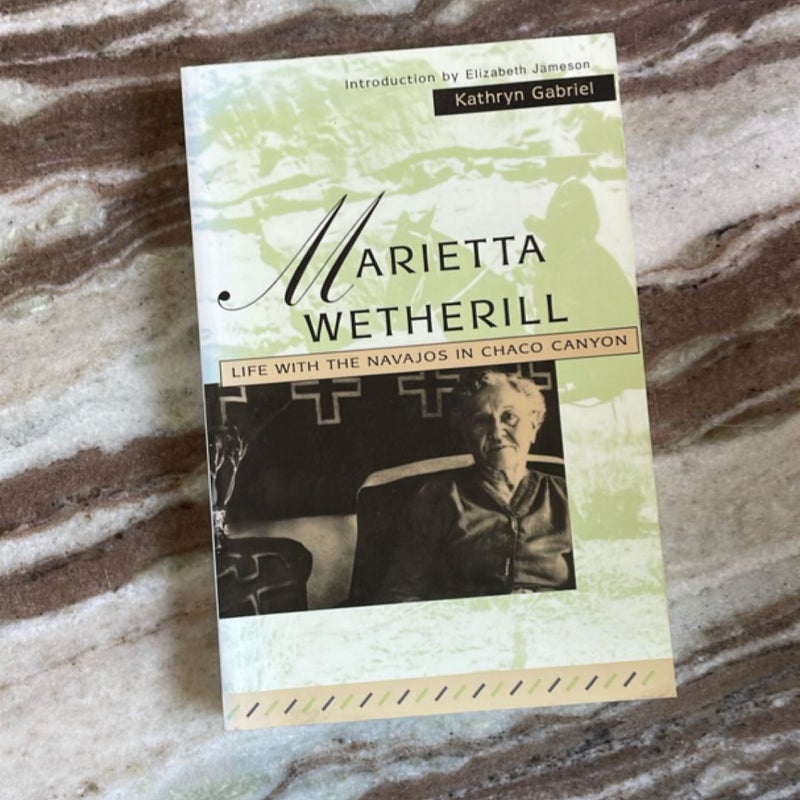 Introduction by Elizabeth Jameson
Kathryn Gabriel
MARIETTA
WETHERILL
LIFE WITH THE NAVAJOS IN CHACO CANYON